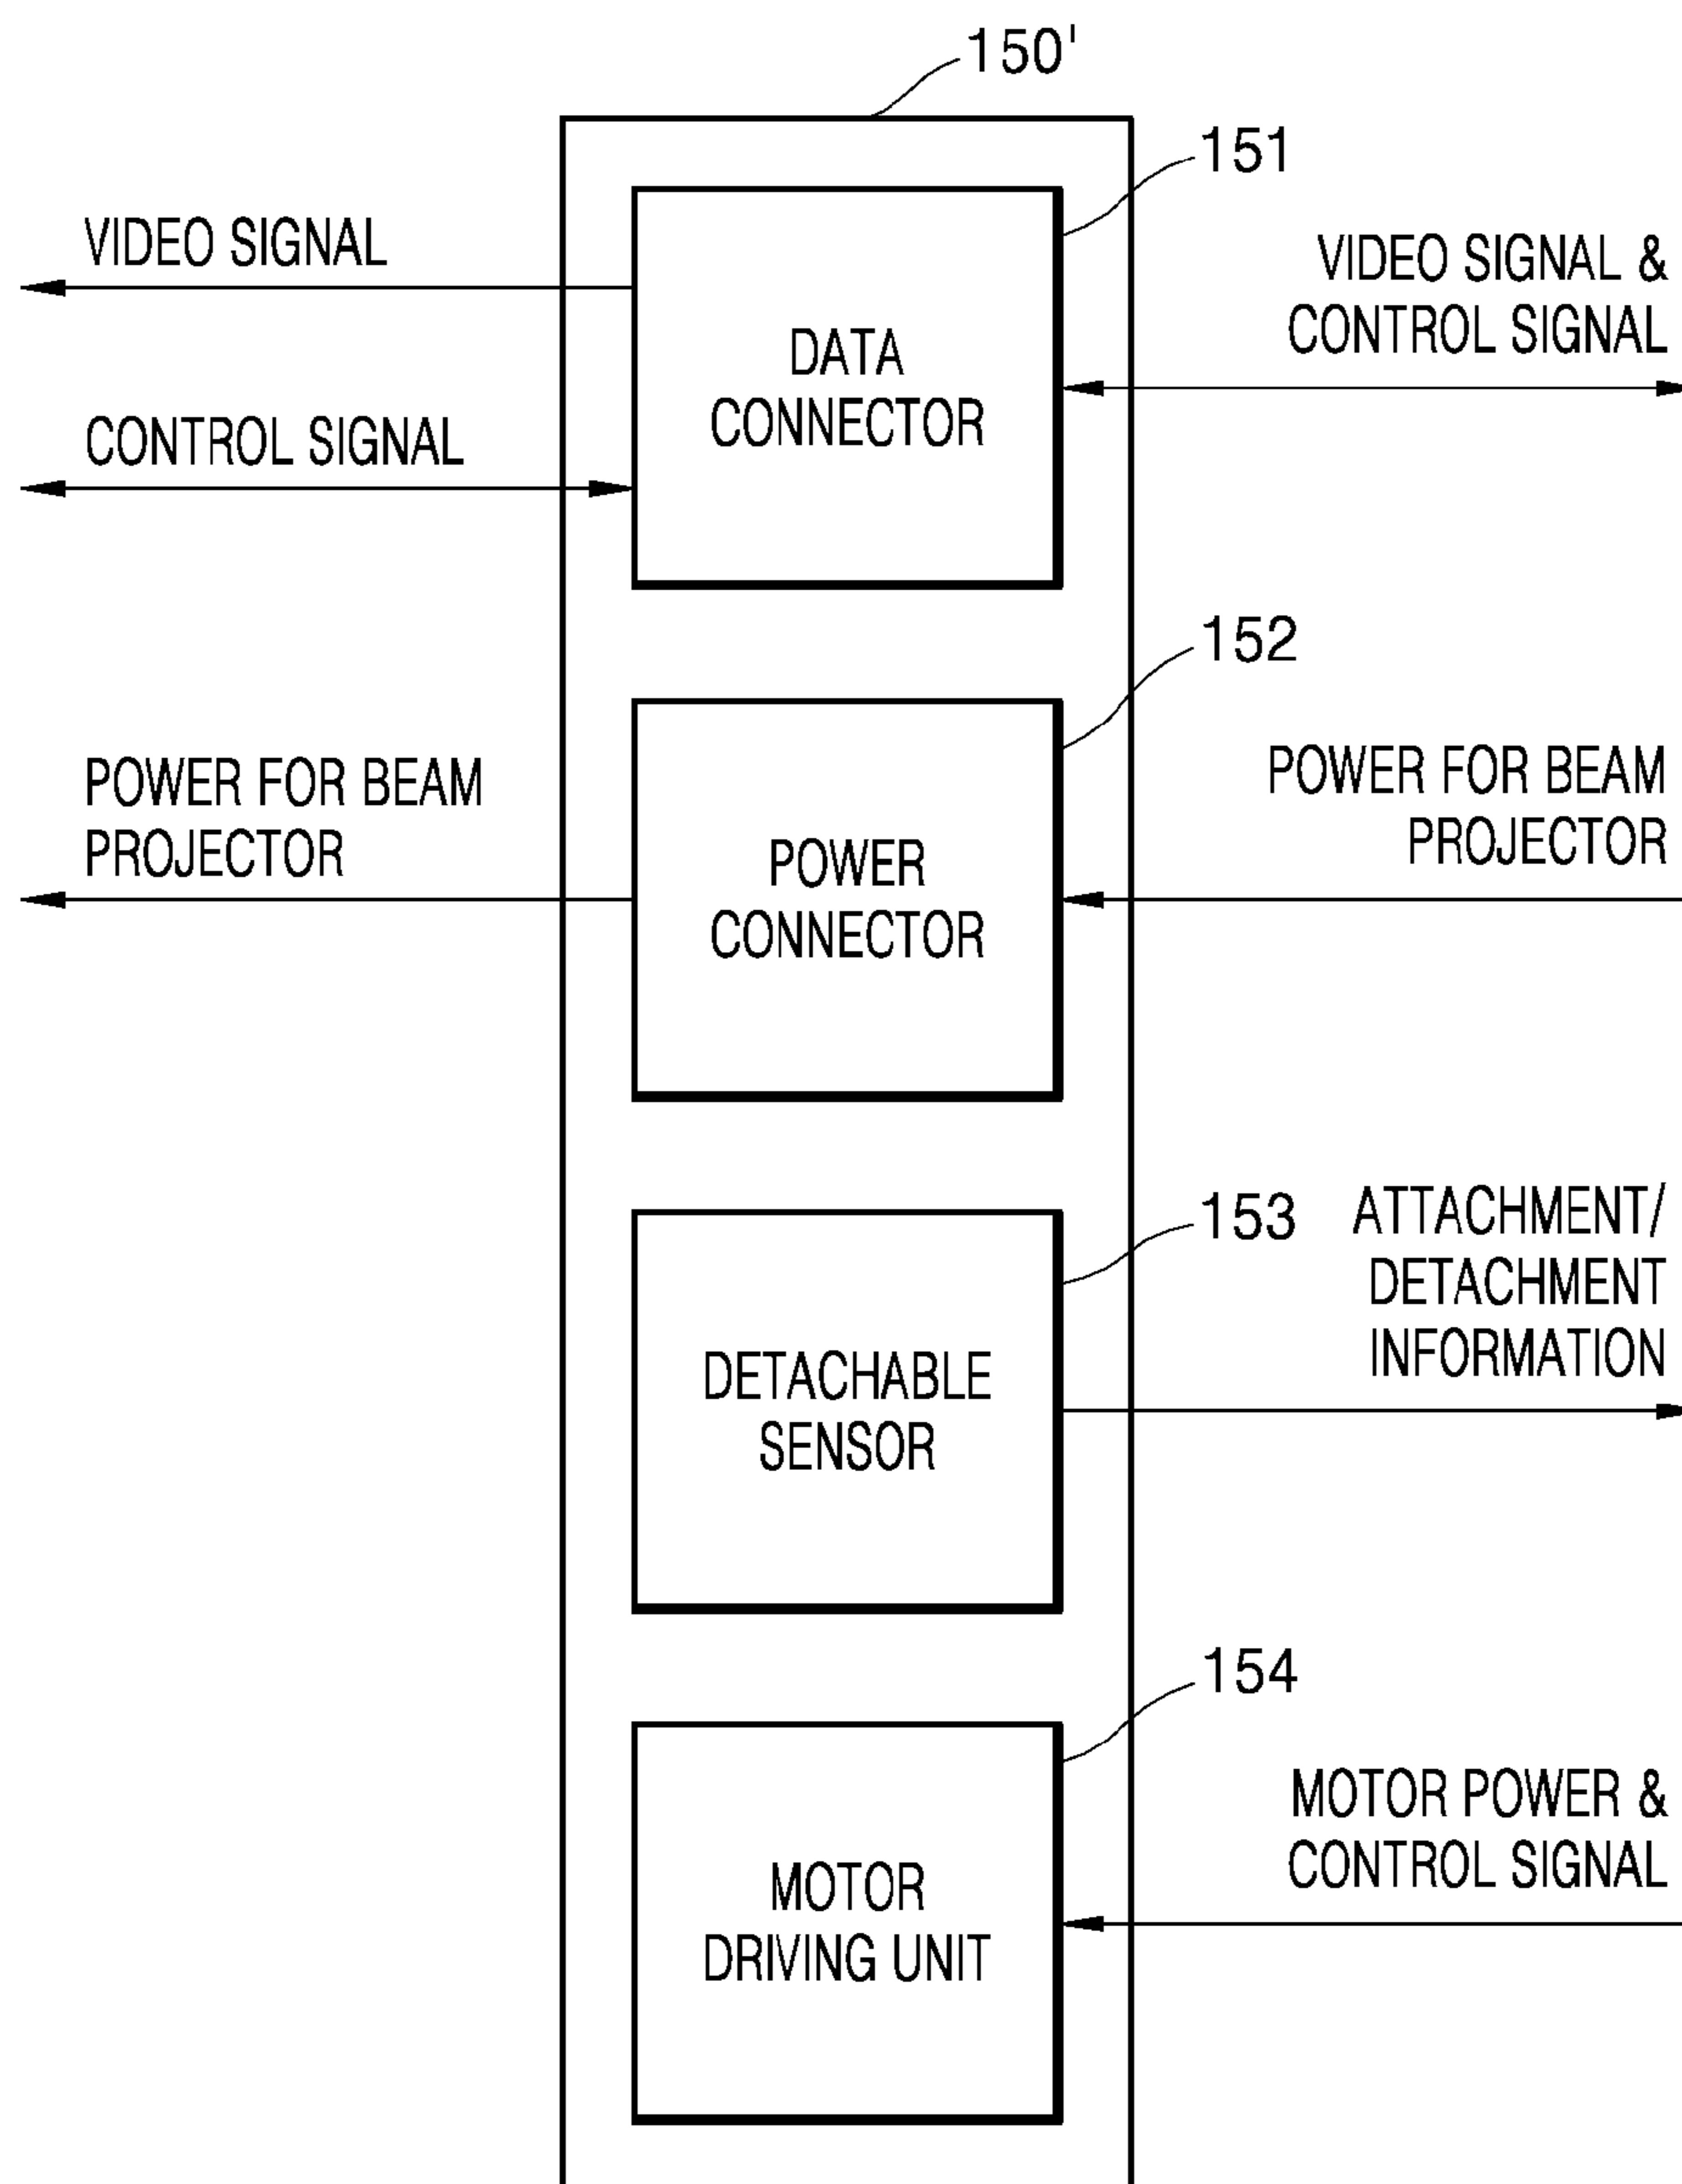 150'
151
VIDEO SIGNAL
CONTROL SIGNAL
DATA
CONNECTOR
VIDEO SIGNAL &
CONTROL SIGNAL
152
POWER FOR BEAM
PROJECTOR
POWER
CONNECTOR
POWER FOR BEAM
PROJECTOR
153
DETACHABLE
SENSOR
ATTACHMENT/
DETACHMENT
INFORMATION
154
MOTOR
DRIVING UNIT
MOTOR POWER &
CONTROL SIGNAL